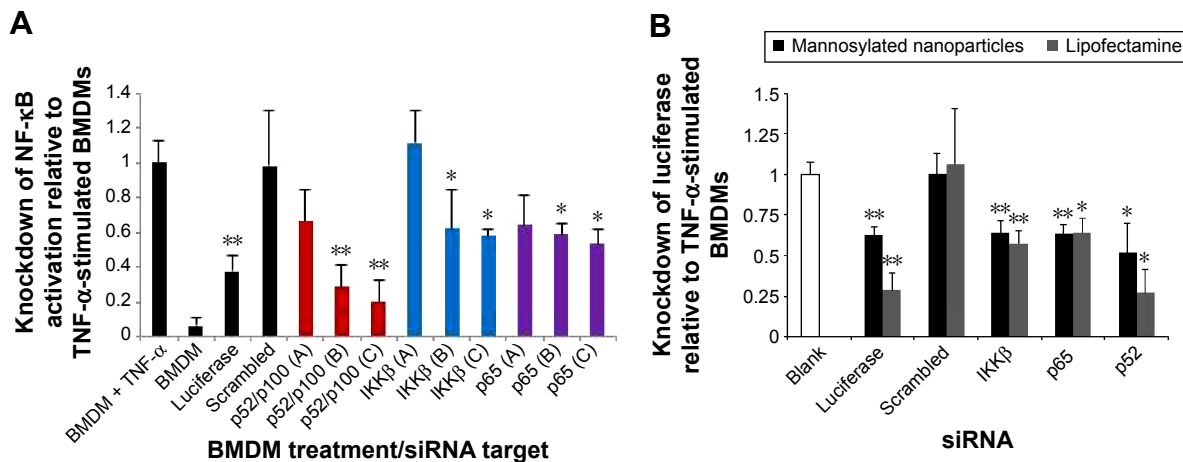 A
Knockdown of NF-κB
activation relative to
TNF-α-stimulated BMDMs
1.4
1.2
1
0.8
0.6
0.4
0.2
0
**
**
**
*
*
*
*
BMDM + TNF-α
BMDM
Luciferase
Scrambled
p52/p100 (A)
p52/p100 (B)
p52/p100 (C)
IKKβ (A)
IKKβ (B)
IKKβ (C)
p65 (A)
p65 (B)
p65 (C)
BMDM treatment/siRNA target
B
Mannosylated nanoparticles
Lipofectamine
Knockdown of luciferase
relative to TNF-α-stimulated
BMDMs
1.5
1.25
1
0.75
0.5
0.25
0
**
**
**
**
**
*
*
*
Blank
Luciferase
Scrambled
IKKβ
p65
p52
siRNA